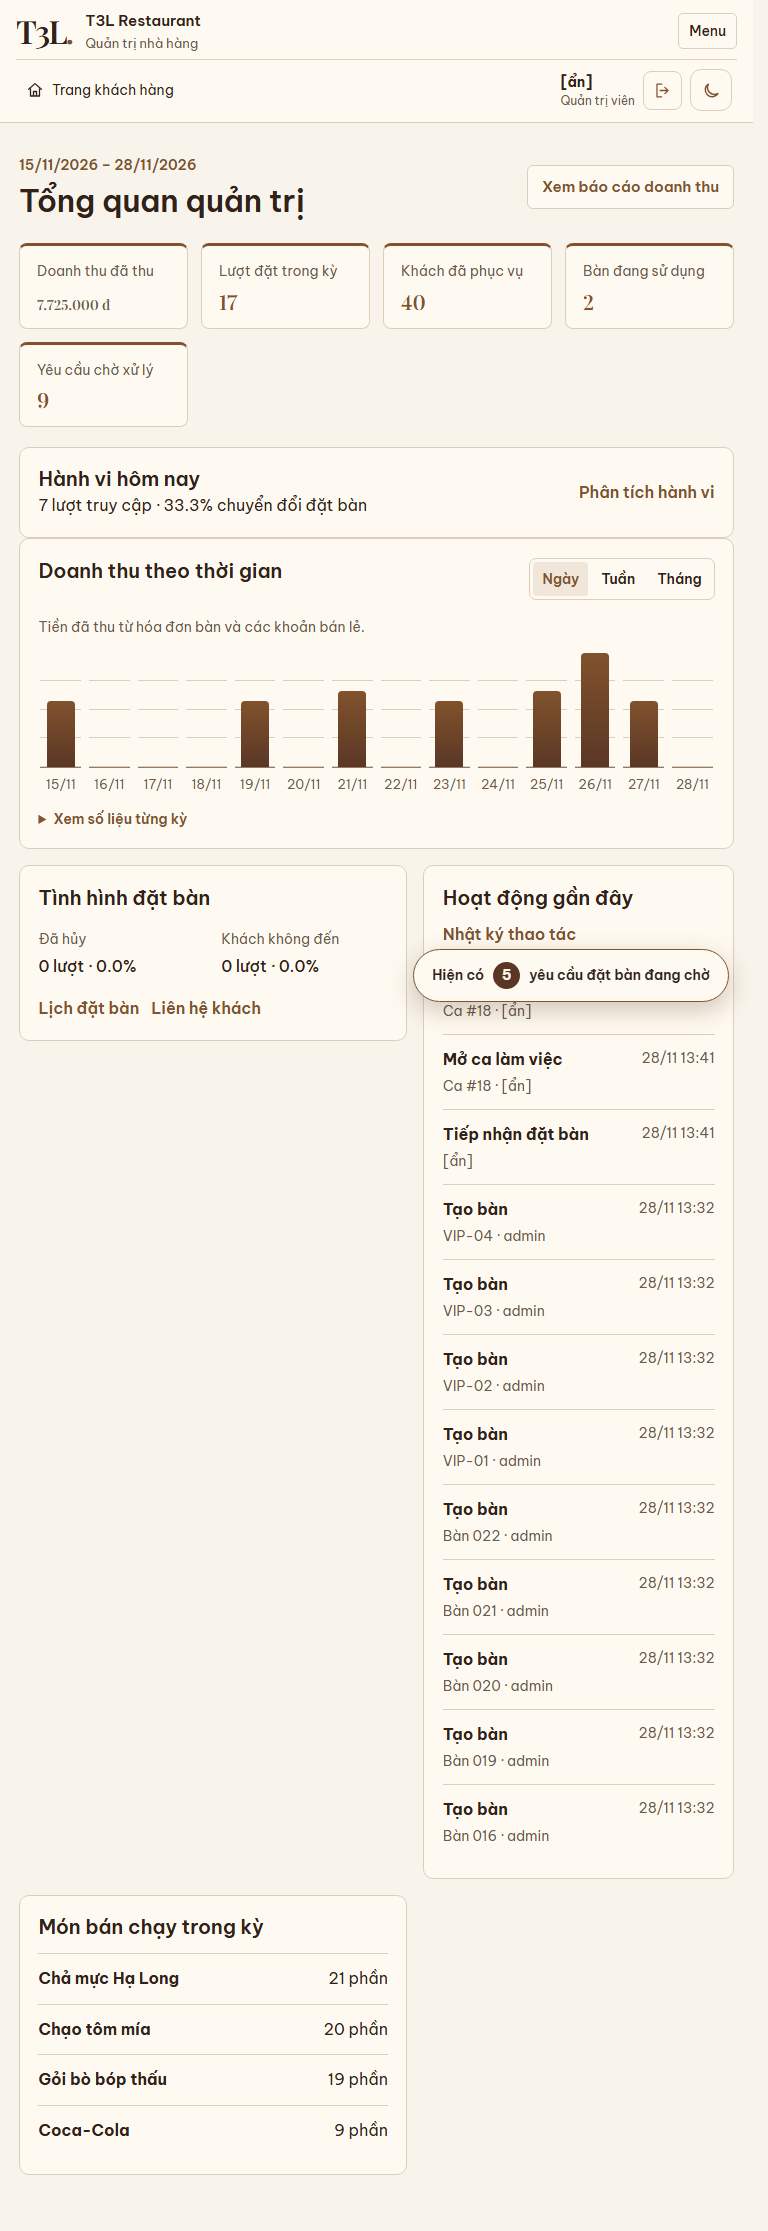 T3L.
T3L Restaurant
Quản trị nhà hàng
Menu
Trang khách hàng
[ẩn]
Quản trị viên
15/11/2026 – 28/11/2026
Tổng quan quản trị
Xem báo cáo doanh thu
Doanh thu đã thu
7.725.000 đ
Lượt đặt trong kỳ
17
Khách đã phục vụ
40
Bàn đang sử dụng
2
Yêu cầu chờ xử lý
9
Hành vi hôm nay
7 lượt truy cập · 33.3% chuyển đổi đặt bàn
Phân tích hành vi
Doanh thu theo thời gian
Ngày Tuần Tháng
Tiền đã thu từ hóa đơn bàn và các khoản bán lẻ.
15/11 16/11 17/11 18/11 19/11 20/11 21/11 22/11 23/11 24/11 25/11 26/11 27/11 28/11
Xem số liệu từng kỳ
Tình hình đặt bàn
Đã hủy
0 lượt · 0.0%
Khách không đến
0 lượt · 0.0%
Lịch đặt bàn Liên hệ khách
Hoạt động gần đây
Nhật ký thao tác
Hiện có 5 yêu cầu đặt bàn đang chờ
Ca #18 · [ẩn]
Mở ca làm việc 28/11 13:41
Ca #18 · [ẩn]
Tiếp nhận đặt bàn 28/11 13:41
[ẩn]
Tạo bàn 28/11 13:32
VIP-04 · admin
Tạo bàn 28/11 13:32
VIP-03 · admin
Tạo bàn 28/11 13:32
VIP-02 · admin
Tạo bàn 28/11 13:32
VIP-01 · admin
Tạo bàn 28/11 13:32
Bàn 022 · admin
Tạo bàn 28/11 13:32
Bàn 021 · admin
Tạo bàn 28/11 13:32
Bàn 020 · admin
Tạo bàn 28/11 13:32
Bàn 019 · admin
Tạo bàn 28/11 13:32
Bàn 016 · admin
Món bán chạy trong kỳ
Chả mực Hạ Long 21 phần
Chạo tôm mía 20 phần
Gỏi bò bóp thấu 19 phần
Coca-Cola 9 phần